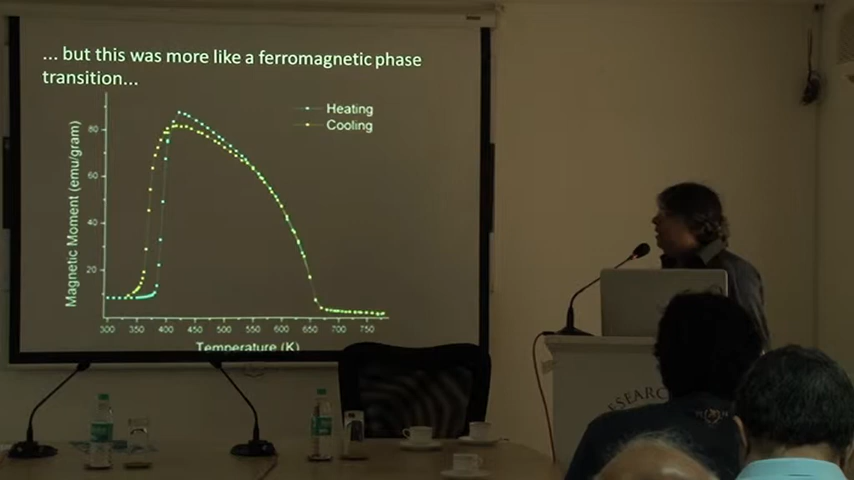 ... but this was more like a ferromagnetic phase
transition...
Heating
Cooling
Magnetic Moment (emu/gram)
80
60
40
20
300 350 400 450 500 550 600 650 700 750
Temperature (K)